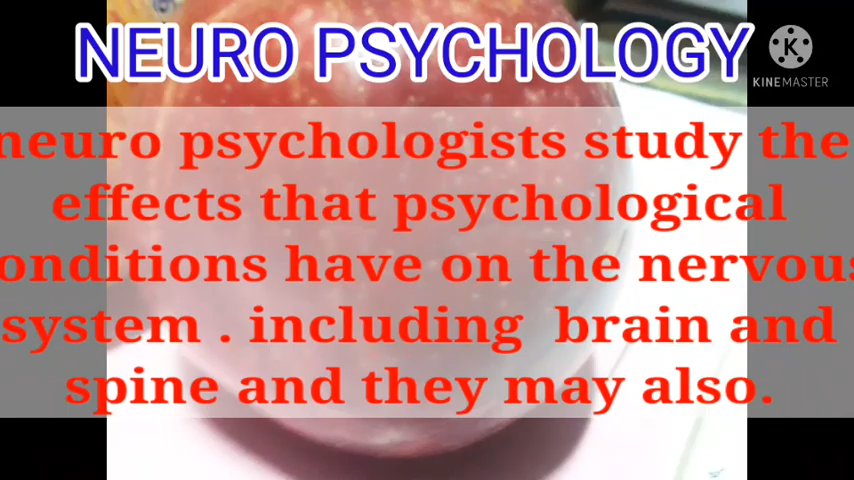 NEURO PSYCHOLOGY
KINEMASTER
neuro psychologists study the
effects that psychological
onditions have on the nervous
system . including brain and
spine and they may also.